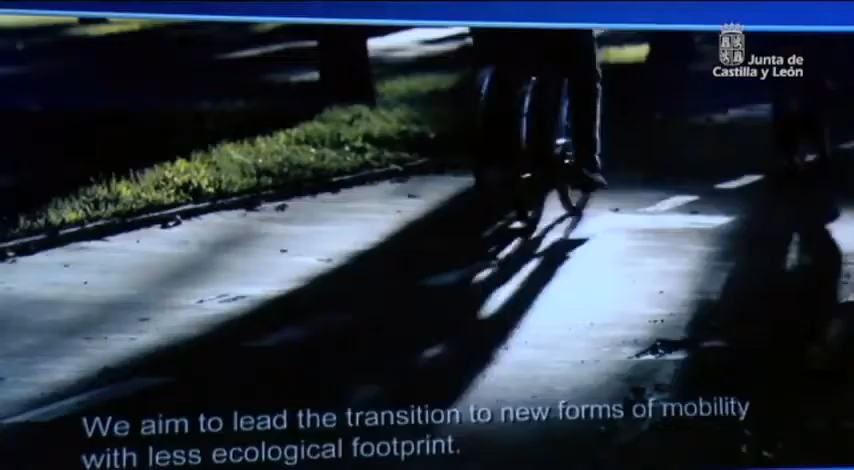 Junta de
Castilla y León
We aim to lead the transition to new forms of mobility
with less ecological footprint.